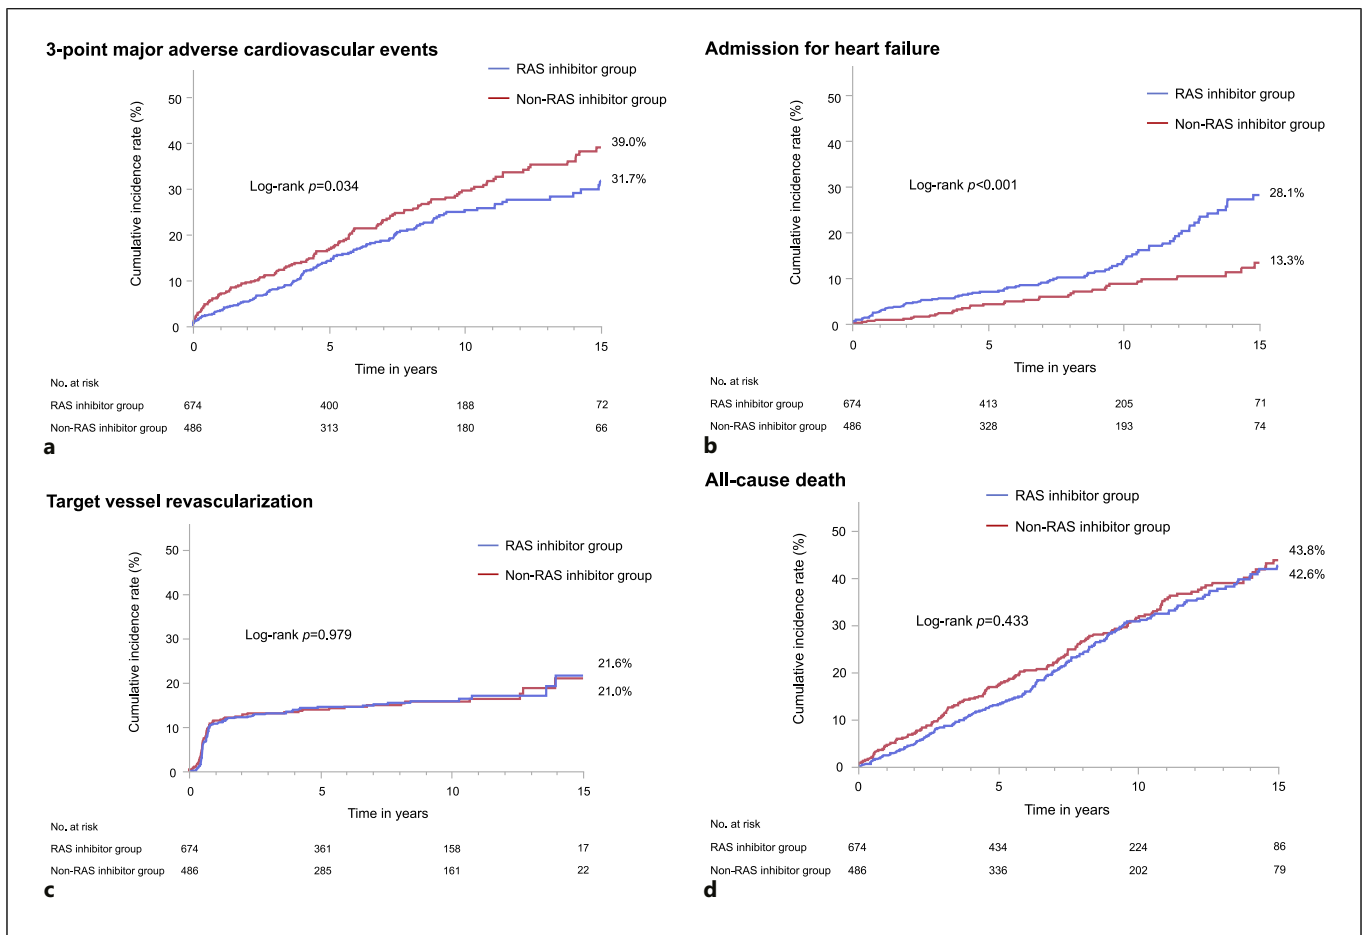 3-point major adverse cardiovascular events
RAS inhibitor group
Non-RAS inhibitor group
Cumulative incidence rate (%)
50
40
30
20
10
0
Log-rank p=0.034
39.0%
31.7%
0 5 10 15
Time in years
No. at risk
RAS inhibitor group 674 400 188 72
Non-RAS inhibitor group 486 313 180 66
a
Admission for heart failure
RAS inhibitor group
Non-RAS inhibitor group
Cumulative incidence rate (%)
50
40
30
20
10
0
Log-rank p<0.001
28.1%
13.3%
0 5 10 15
Time in years
No. at risk
RAS inhibitor group 674 413 205 71
Non-RAS inhibitor group 486 328 193 74
b
Target vessel revascularization
RAS inhibitor group
Non-RAS inhibitor group
Cumulative incidence rate (%)
50
40
30
20
10
0
Log-rank p=0.979
21.6%
21.0%
0 5 10 15
Time in years
No. at risk
RAS inhibitor group 674 361 158 17
Non-RAS inhibitor group 486 285 161 22
c
All-cause death
RAS inhibitor group
Non-RAS inhibitor group
Cumulative incidence rate (%)
50
40
30
20
10
0
Log-rank p=0.433
43.8%
42.6%
0 5 10 15
Time in years
No. at risk
RAS inhibitor group 674 434 224 86
Non-RAS inhibitor group 486 336 202 79
d